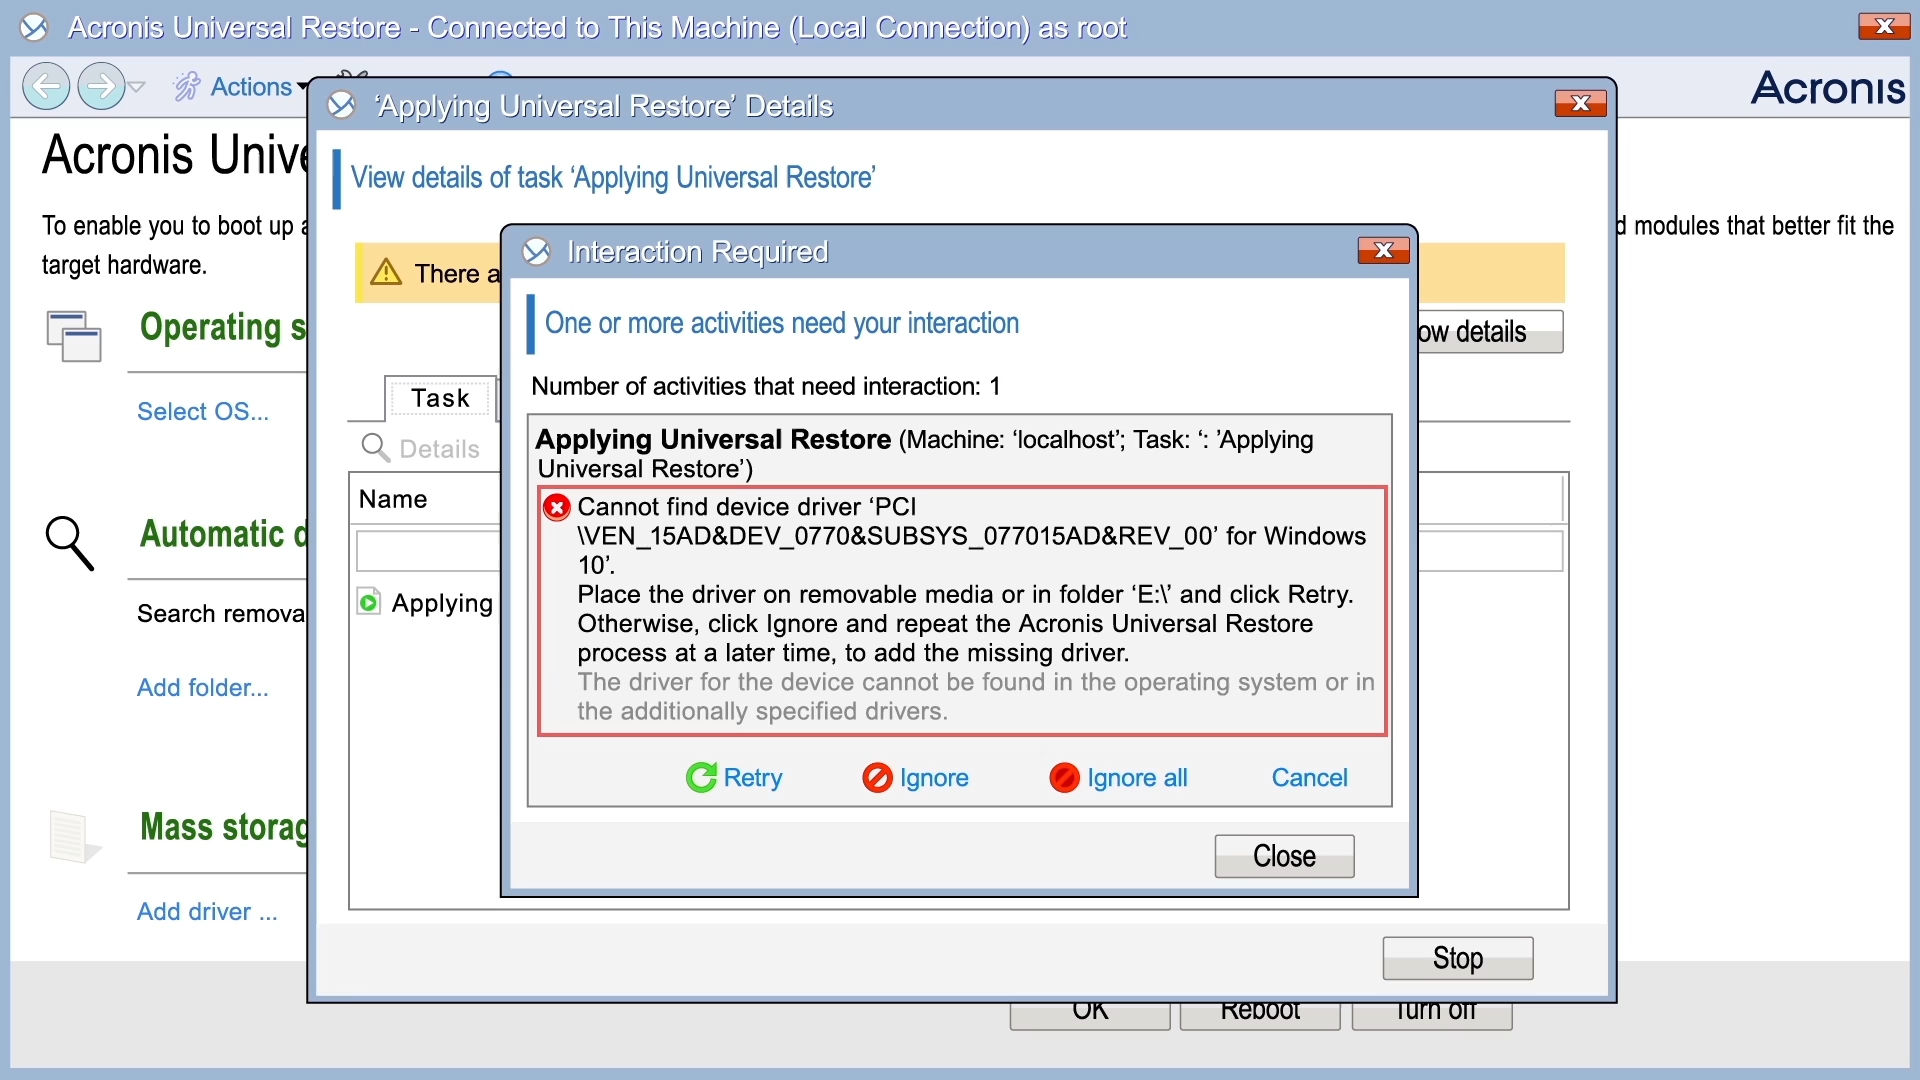 Acronis Universal Restore - Connected to This Machine (Local Connection) as root
Actions
Acronis
'Applying Universal Restore' Details
Acronis Unive
View details of task 'Applying Universal Restore'
To enable you to boot up a
d modules that better fit the
target hardware.
Interaction Required
There a
One or more activities need your interaction
Operating s
ow details
Number of activities that need interaction: 1
Task
Select OS...
Applying Universal Restore (Machine: 'localhost'; Task: ': 'Applying
Universal Restore')
Details
Name
Cannot find device driver 'PCI
\VEN_15AD&DEV_0770&SUBSYS_077015AD&REV_00' for Windows
10'.
Automatic d
Place the driver on removable media or in folder 'E:\' and click Retry.
Otherwise, click Ignore and repeat the Acronis Universal Restore
process at a later time, to add the missing driver.
The driver for the device cannot be found in the operating system or in
the additionally specified drivers.
Applying
Search remova
Add folder...
Retry
Ignore
Ignore all
Cancel
Mass storag
Close
Add driver ...
Stop
OK
Reboot
Turn off